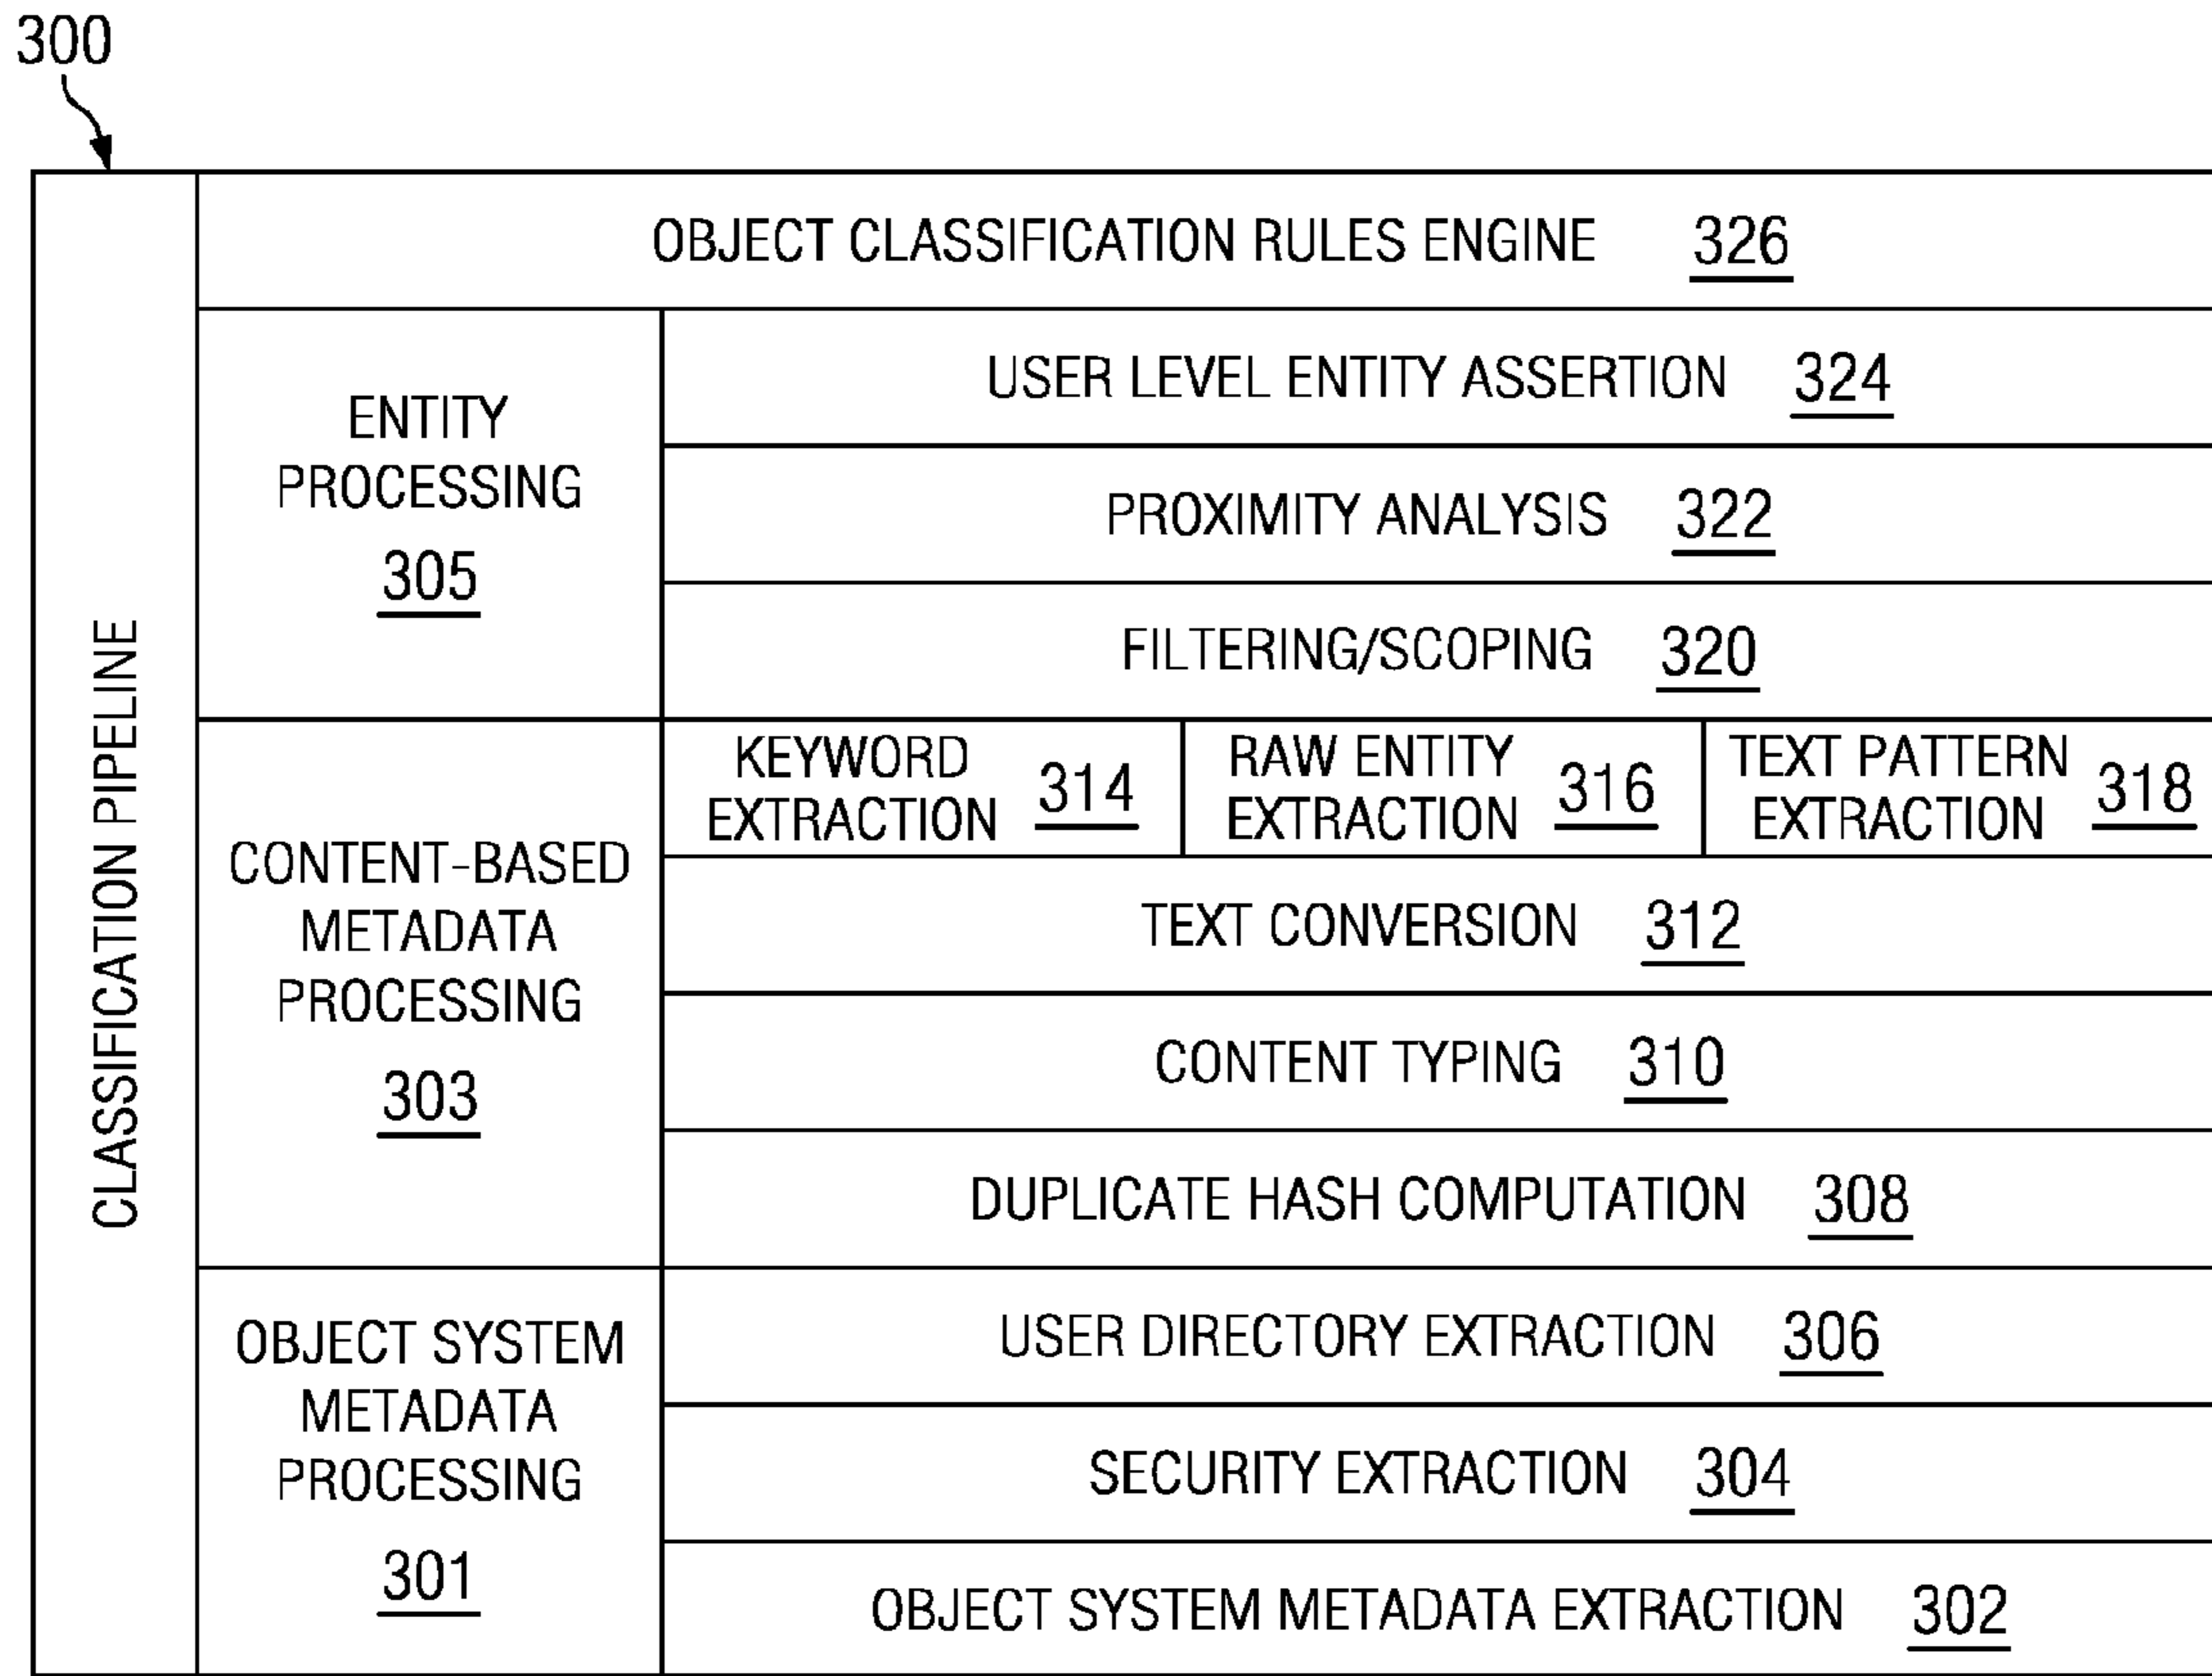 300
CLASSIFICATION PIPELINE
OBJECT CLASSIFICATION RULES ENGINE 326
ENTITY
PROCESSING
305
USER LEVEL ENTITY ASSERTION 324
PROXIMITY ANALYSIS 322
FILTERING/SCOPING 320
CONTENT-BASED
METADATA
PROCESSING
303
KEYWORD
EXTRACTION 314
RAW ENTITY
EXTRACTION 316
TEXT PATTERN
EXTRACTION 318
TEXT CONVERSION 312
CONTENT TYPING 310
DUPLICATE HASH COMPUTATION 308
OBJECT SYSTEM
METADATA
PROCESSING
301
USER DIRECTORY EXTRACTION 306
SECURITY EXTRACTION 304
OBJECT SYSTEM METADATA EXTRACTION 302